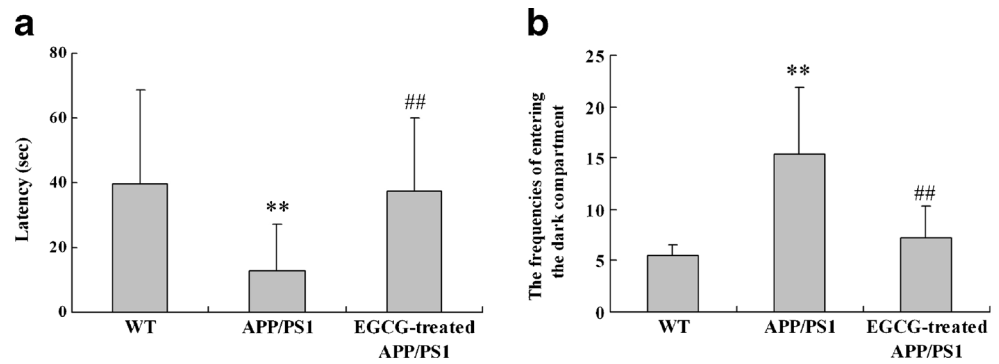 a
80
60
40
20
0
Latency (sec)
**
##
WT
APP/PS1
EGCG-treated
APP/PS1
b
25
20
15
10
5
0
The frequencies of entering
the dark compartment
**
##
WT
APP/PS1
EGCG-treated
APP/PS1